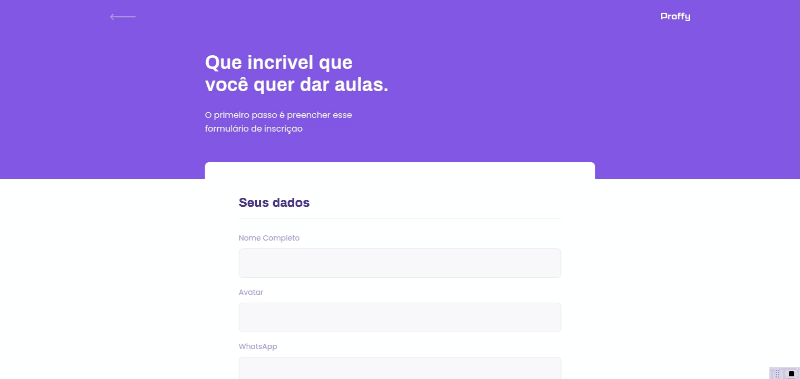 Proffy
Que incrivel que
você quer dar aulas.
O primeiro passo é preencher esse
formulário de inscriçao
Seus dados
Nome Completo
Avatar
WhatsApp